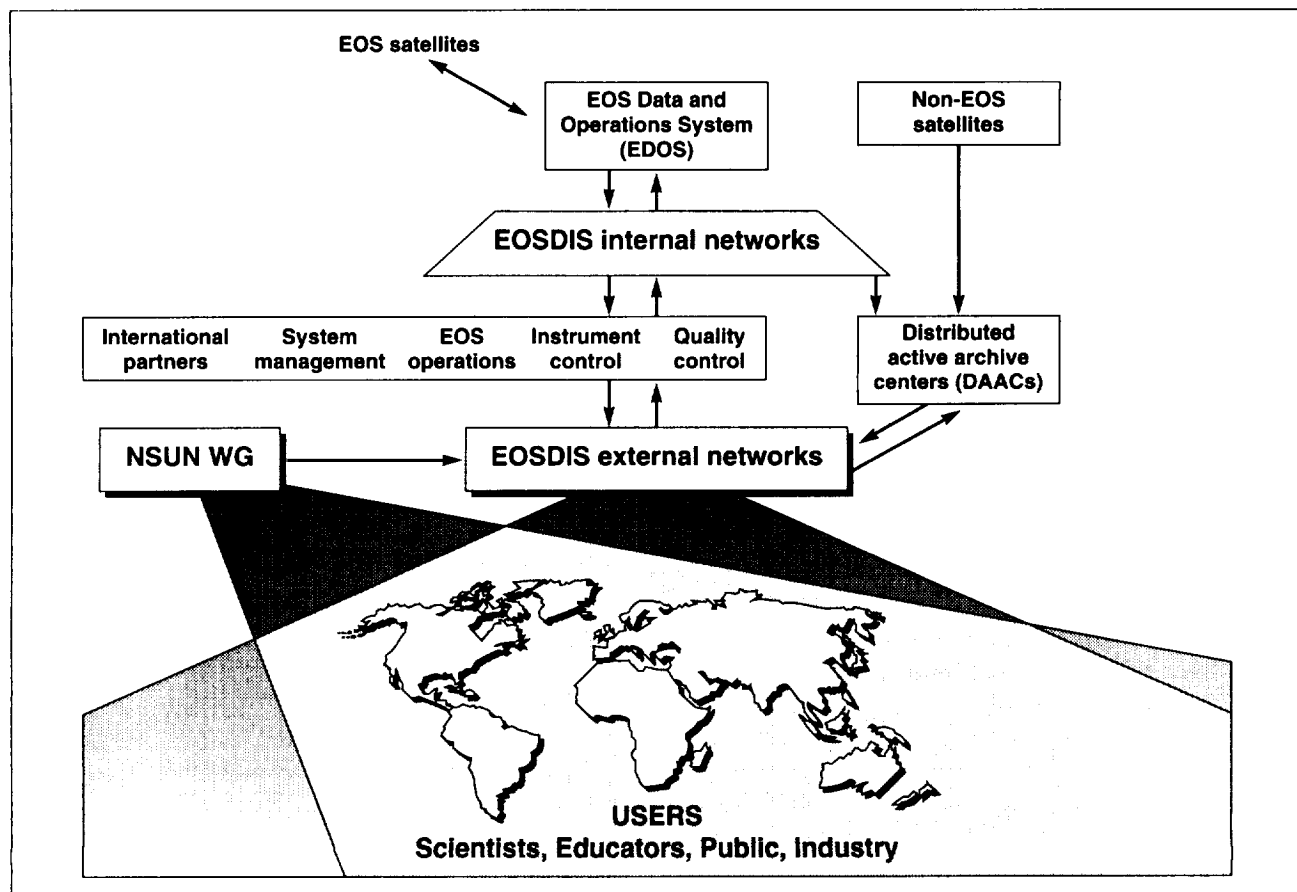 EOS satellites
EOS Data and
Operations System
(EDOS)
Non-EOS
satellites
EOSDIS internal networks
International
partners
System
management
EOS
operations
Instrument
control
Quality
control
Distributed
active archive
centers (DAACs)
NSUN WG
EOSDIS external networks
USERS
Scientists, Educators, Public, Industry